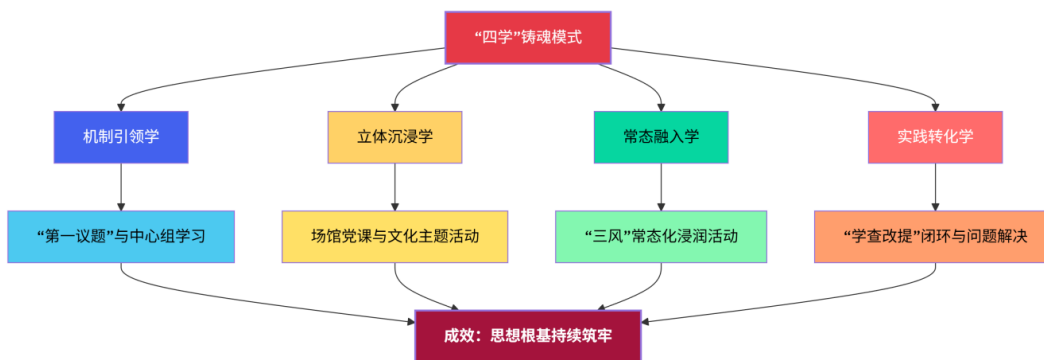 “四学”铸魂模式
机制引领学
立体沉浸学
常态融入学
实践转化学
“第一议题”与中心组学习
场馆党课与文化主题活动
“三风”常态化浸润活动
“学查改提”闭环与问题解决
成效：思想根基持续筑牢